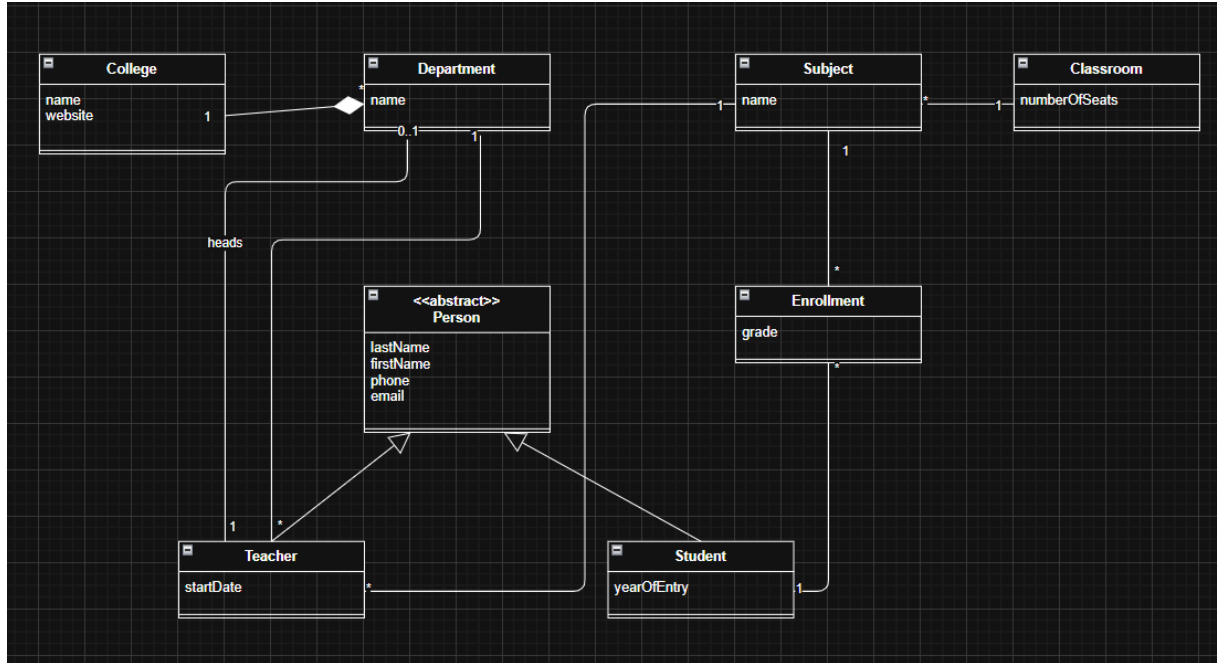 College
name
website
1
*
Department
name
0..1
1
Subject
name
1
*
1
Classroom
numberOfSeats
1
heads
*
<<abstract>>
Person
lastName
firstName
phone
email
Enrollment
grade
*
1
*
Teacher
startDate
*
Student
yearOfEntry
1